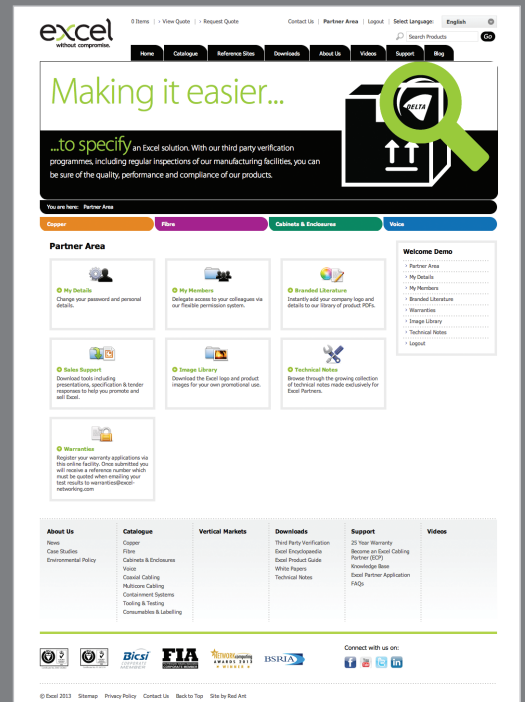 excel
without compromise.
0 Items | › View Quote | › Request Quote
Contact Us | Partner Area | Logout | Select Language: English
Search Products Go
Home Catalogue Reference Sites Downloads About Us Videos Support Blog
Making it easier...
DELTA
...to specify an Excel solution. With our third party verification
programmes, including regular inspections of our manufacturing facilities, you can
be sure of the quality, performance and compliance of our products.
You are here: Partner Area
Copper Fibre Cabinets & Enclosures Voice
Partner Area
My Details
Change your password and personal
details.
My Members
Delegate access to your colleagues via
our flexible permission system.
Branded Literature
Instantly add your company logo and
details to our library of product PDFs.
Sales Support
Download tools including
presentations, specification & tender
responses to help you promote and
sell Excel.
Image Library
Download the Excel logo and product
images for your own promotional use.
Technical Notes
Browse through the growing collection
of technical notes made exclusively for
Excel Partners.
Warranties
Register your warranty applications via
this online facility. Once submitted you
will receive a reference number which
must be quoted when emailing your
test results to warranties@excel-
networking.com
Welcome Demo
› Partner Area
› My Details
› My Members
› Branded Literature
› Warranties
› Image Library
› Technical Notes
› Logout
About Us
News
Case Studies
Environmental Policy
Catalogue
Copper
Fibre
Cabinets & Enclosures
Voice
Coaxial Cabling
Multicore Cabling
Containment Systems
Tooling & Testing
Consumables & Labelling
Vertical Markets
Downloads
Third Party Verification
Excel Encyclopaedia
Excel Product Guide
White Papers
Technical Notes
Support
25 Year Warranty
Become an Excel Cabling
Partner (ECP)
Knowledge Base
Excel Partner Application
FAQs
Videos
Bicsi
CORPORATE
FIA
CORPORATE MEMBER
NETWORK computing
AWARDS 2013
WINNER
BSRIA
Connect with us on:
© Excel 2013 Sitemap Privacy Policy Contact Us Back to Top Site by Red Ant